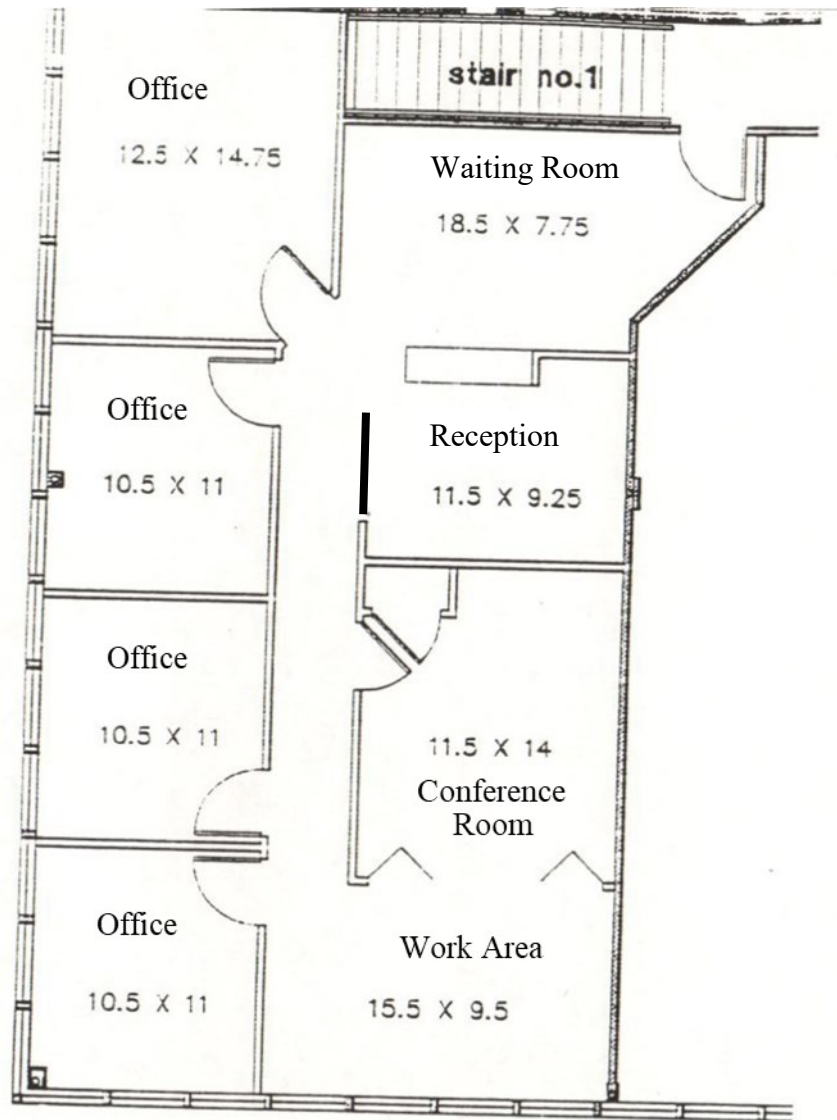 stair no.1
Office
12.5 X 14.75
Waiting Room
18.5 X 7.75
Office
10.5 X 11
Reception
11.5 X 9.25
Office
10.5 X 11
11.5 X 14
Conference
Room
Office
10.5 X 11
Work Area
15.5 X 9.5